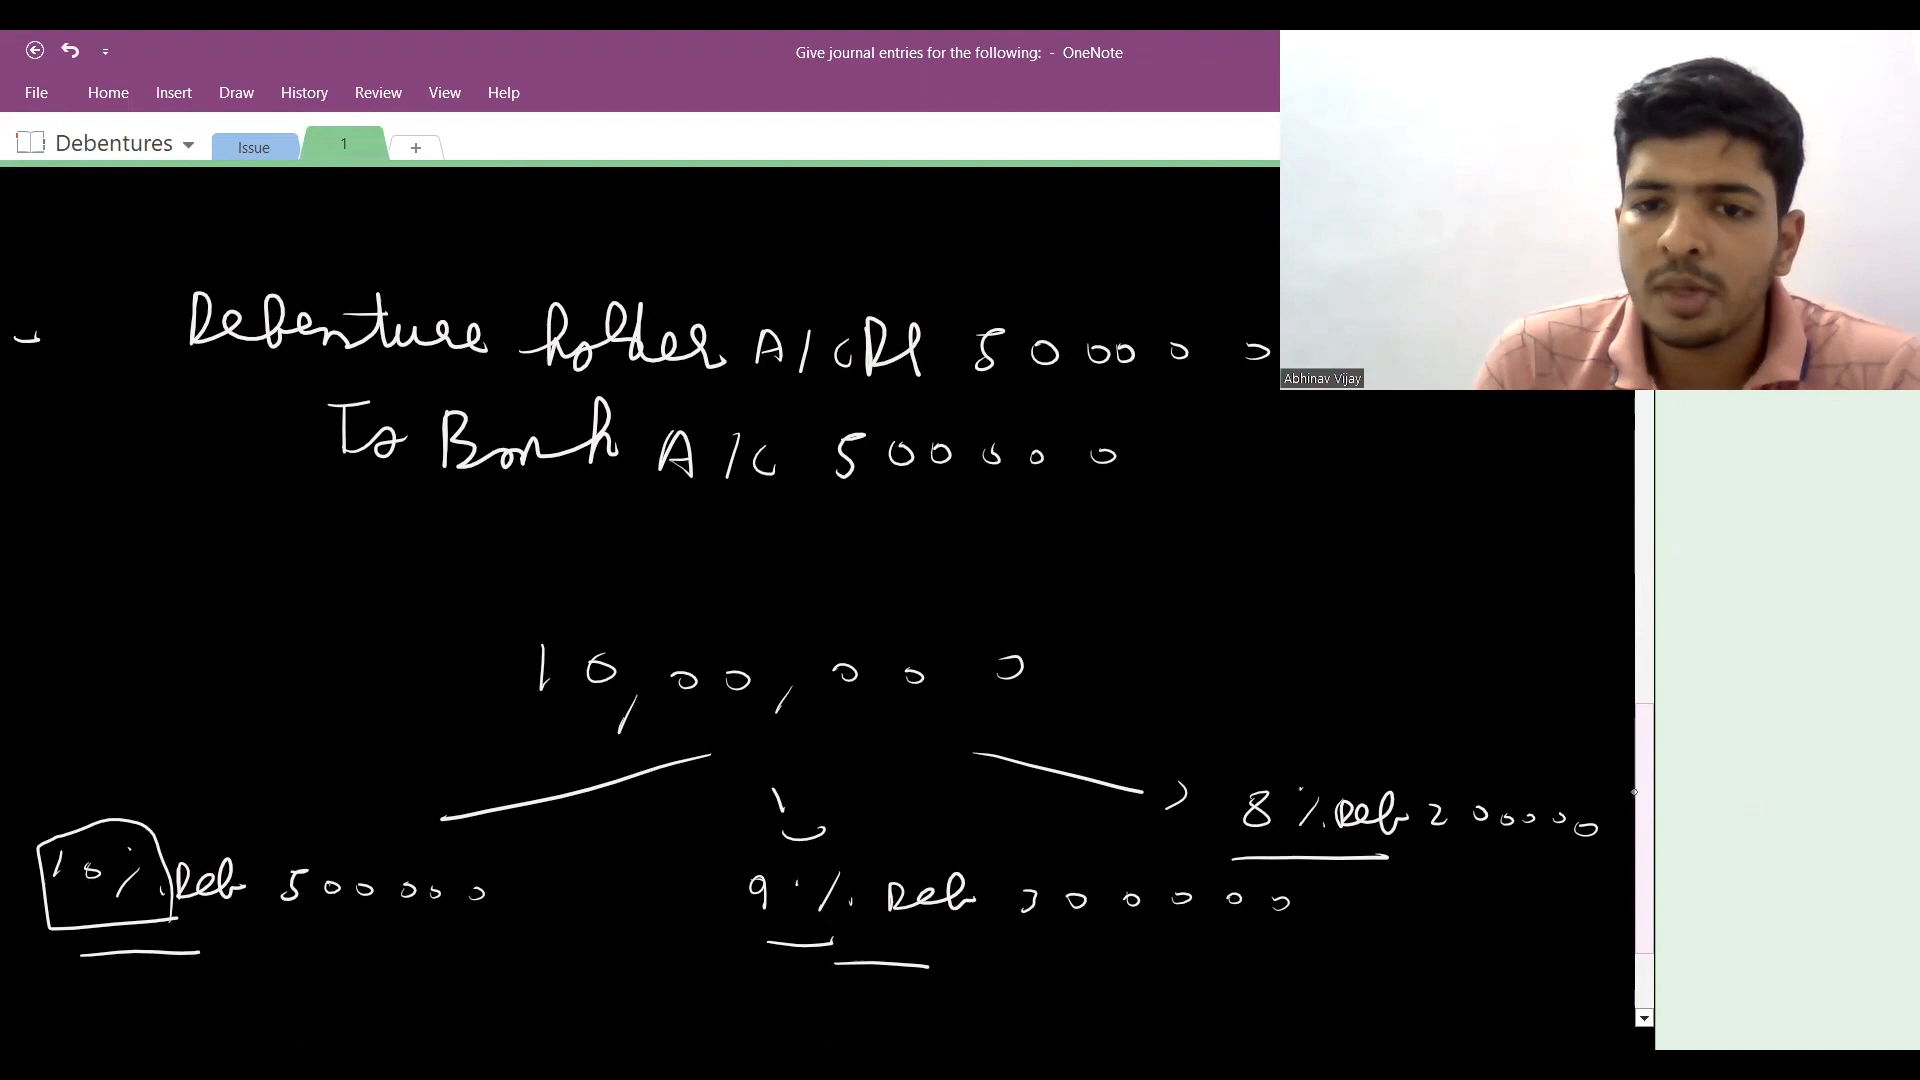 Give journal entries for the following: - OneNote
File Home Insert Draw History Review View Help
Debentures Issue 1 +
Debenture holder A/c Dr 500000
Abhinav Vijay
To Bank A/c 500000
10,00,000
8% Deb 200000
10% Deb 500000
9% Deb 300000